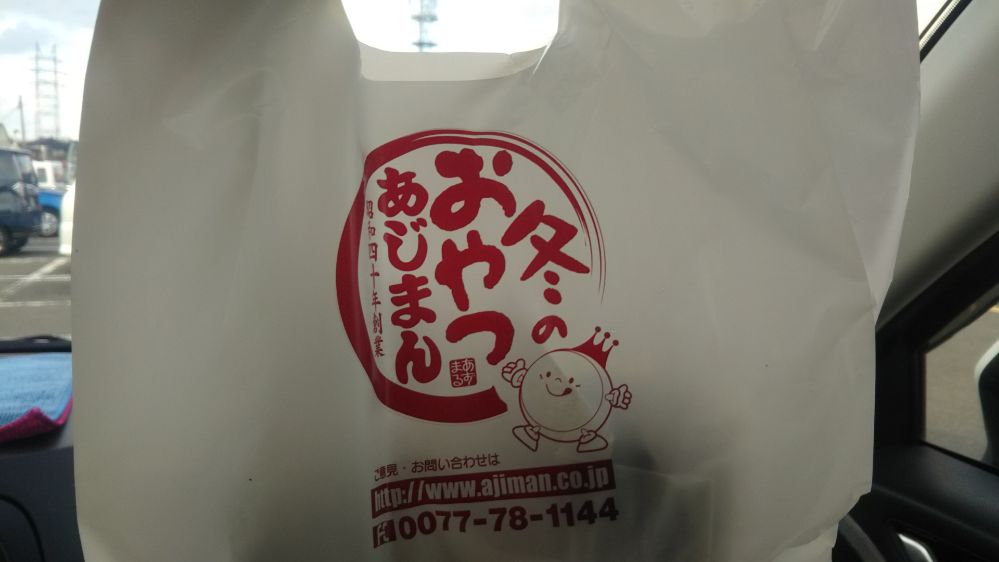 冬の
おやつ
あじまん
昭和四十年創業
あすまる
ご意見・お問い合わせは
http://www.ajiman.co.jp
0077-78-1144